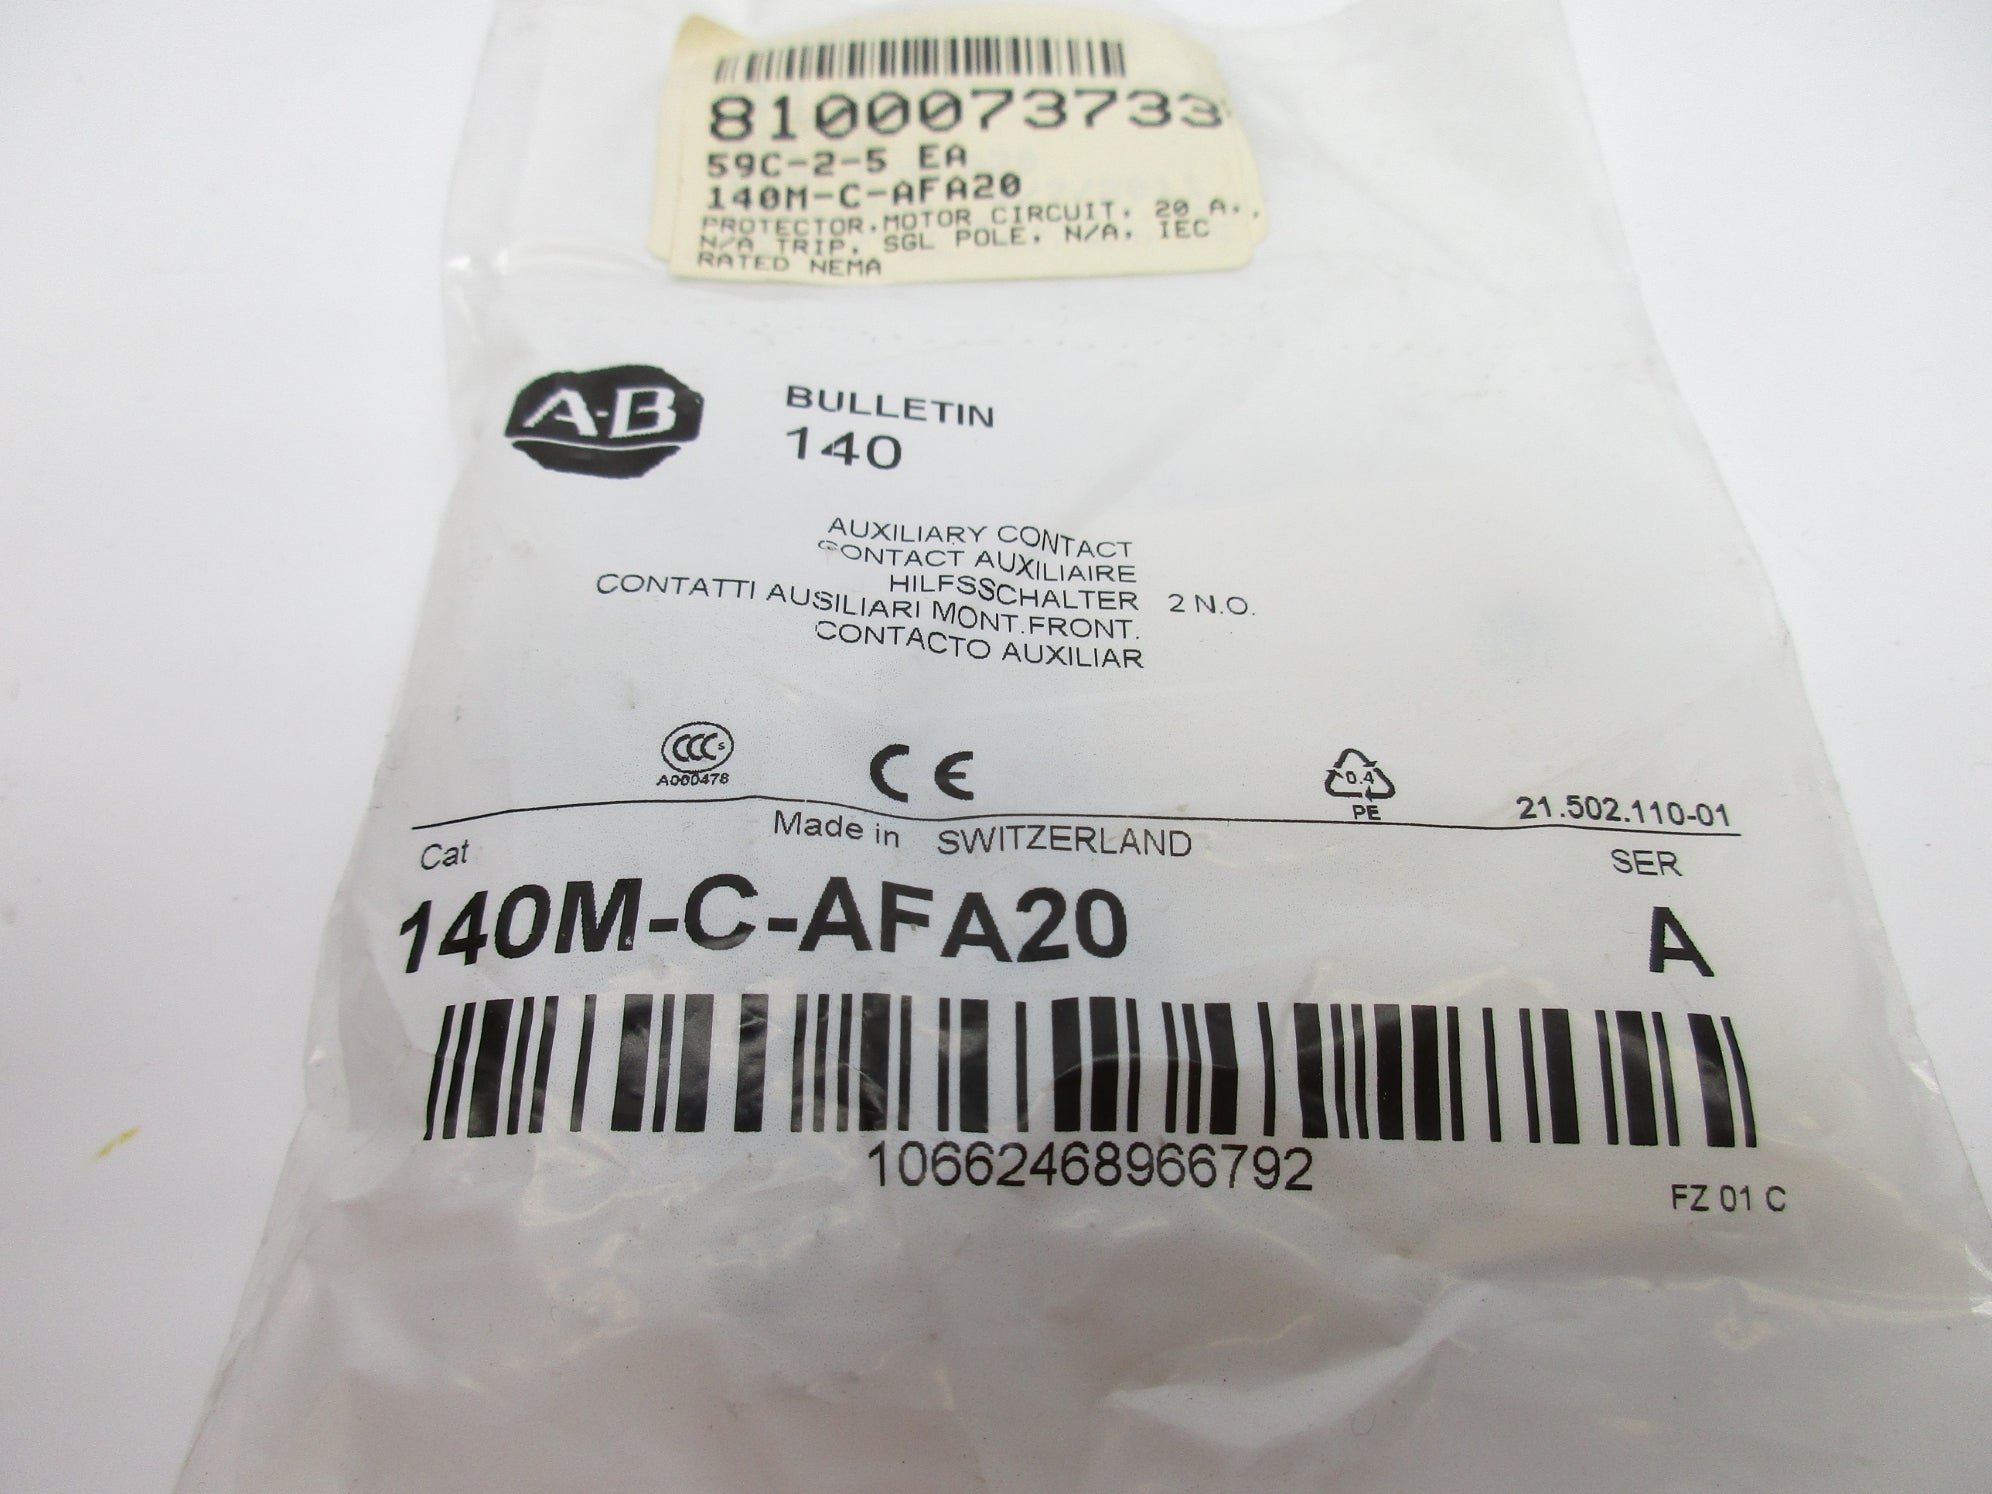 8100073733
59C-2-5 EA
140M-C-AFA20
PROTECTOR,MOTOR CIRCUIT, 20 A.,
N/A TRIP, SGL POLE, N/A, IEC
RATED NEMA
A-B
BULLETIN
140
AUXILIARY CONTACT
CONTACT AUXILIAIRE
HILFSSCHALTER 2 N.O.
CONTATTI AUSILIARI MONT.FRONT.
CONTACTO AUXILIAR
CCC S
A000478
CE
0.4
PE
21.502.110-01
Made in SWITZERLAND
Cat
SER
140M-C-AFA20
A
10662468966792
FZ 01 C